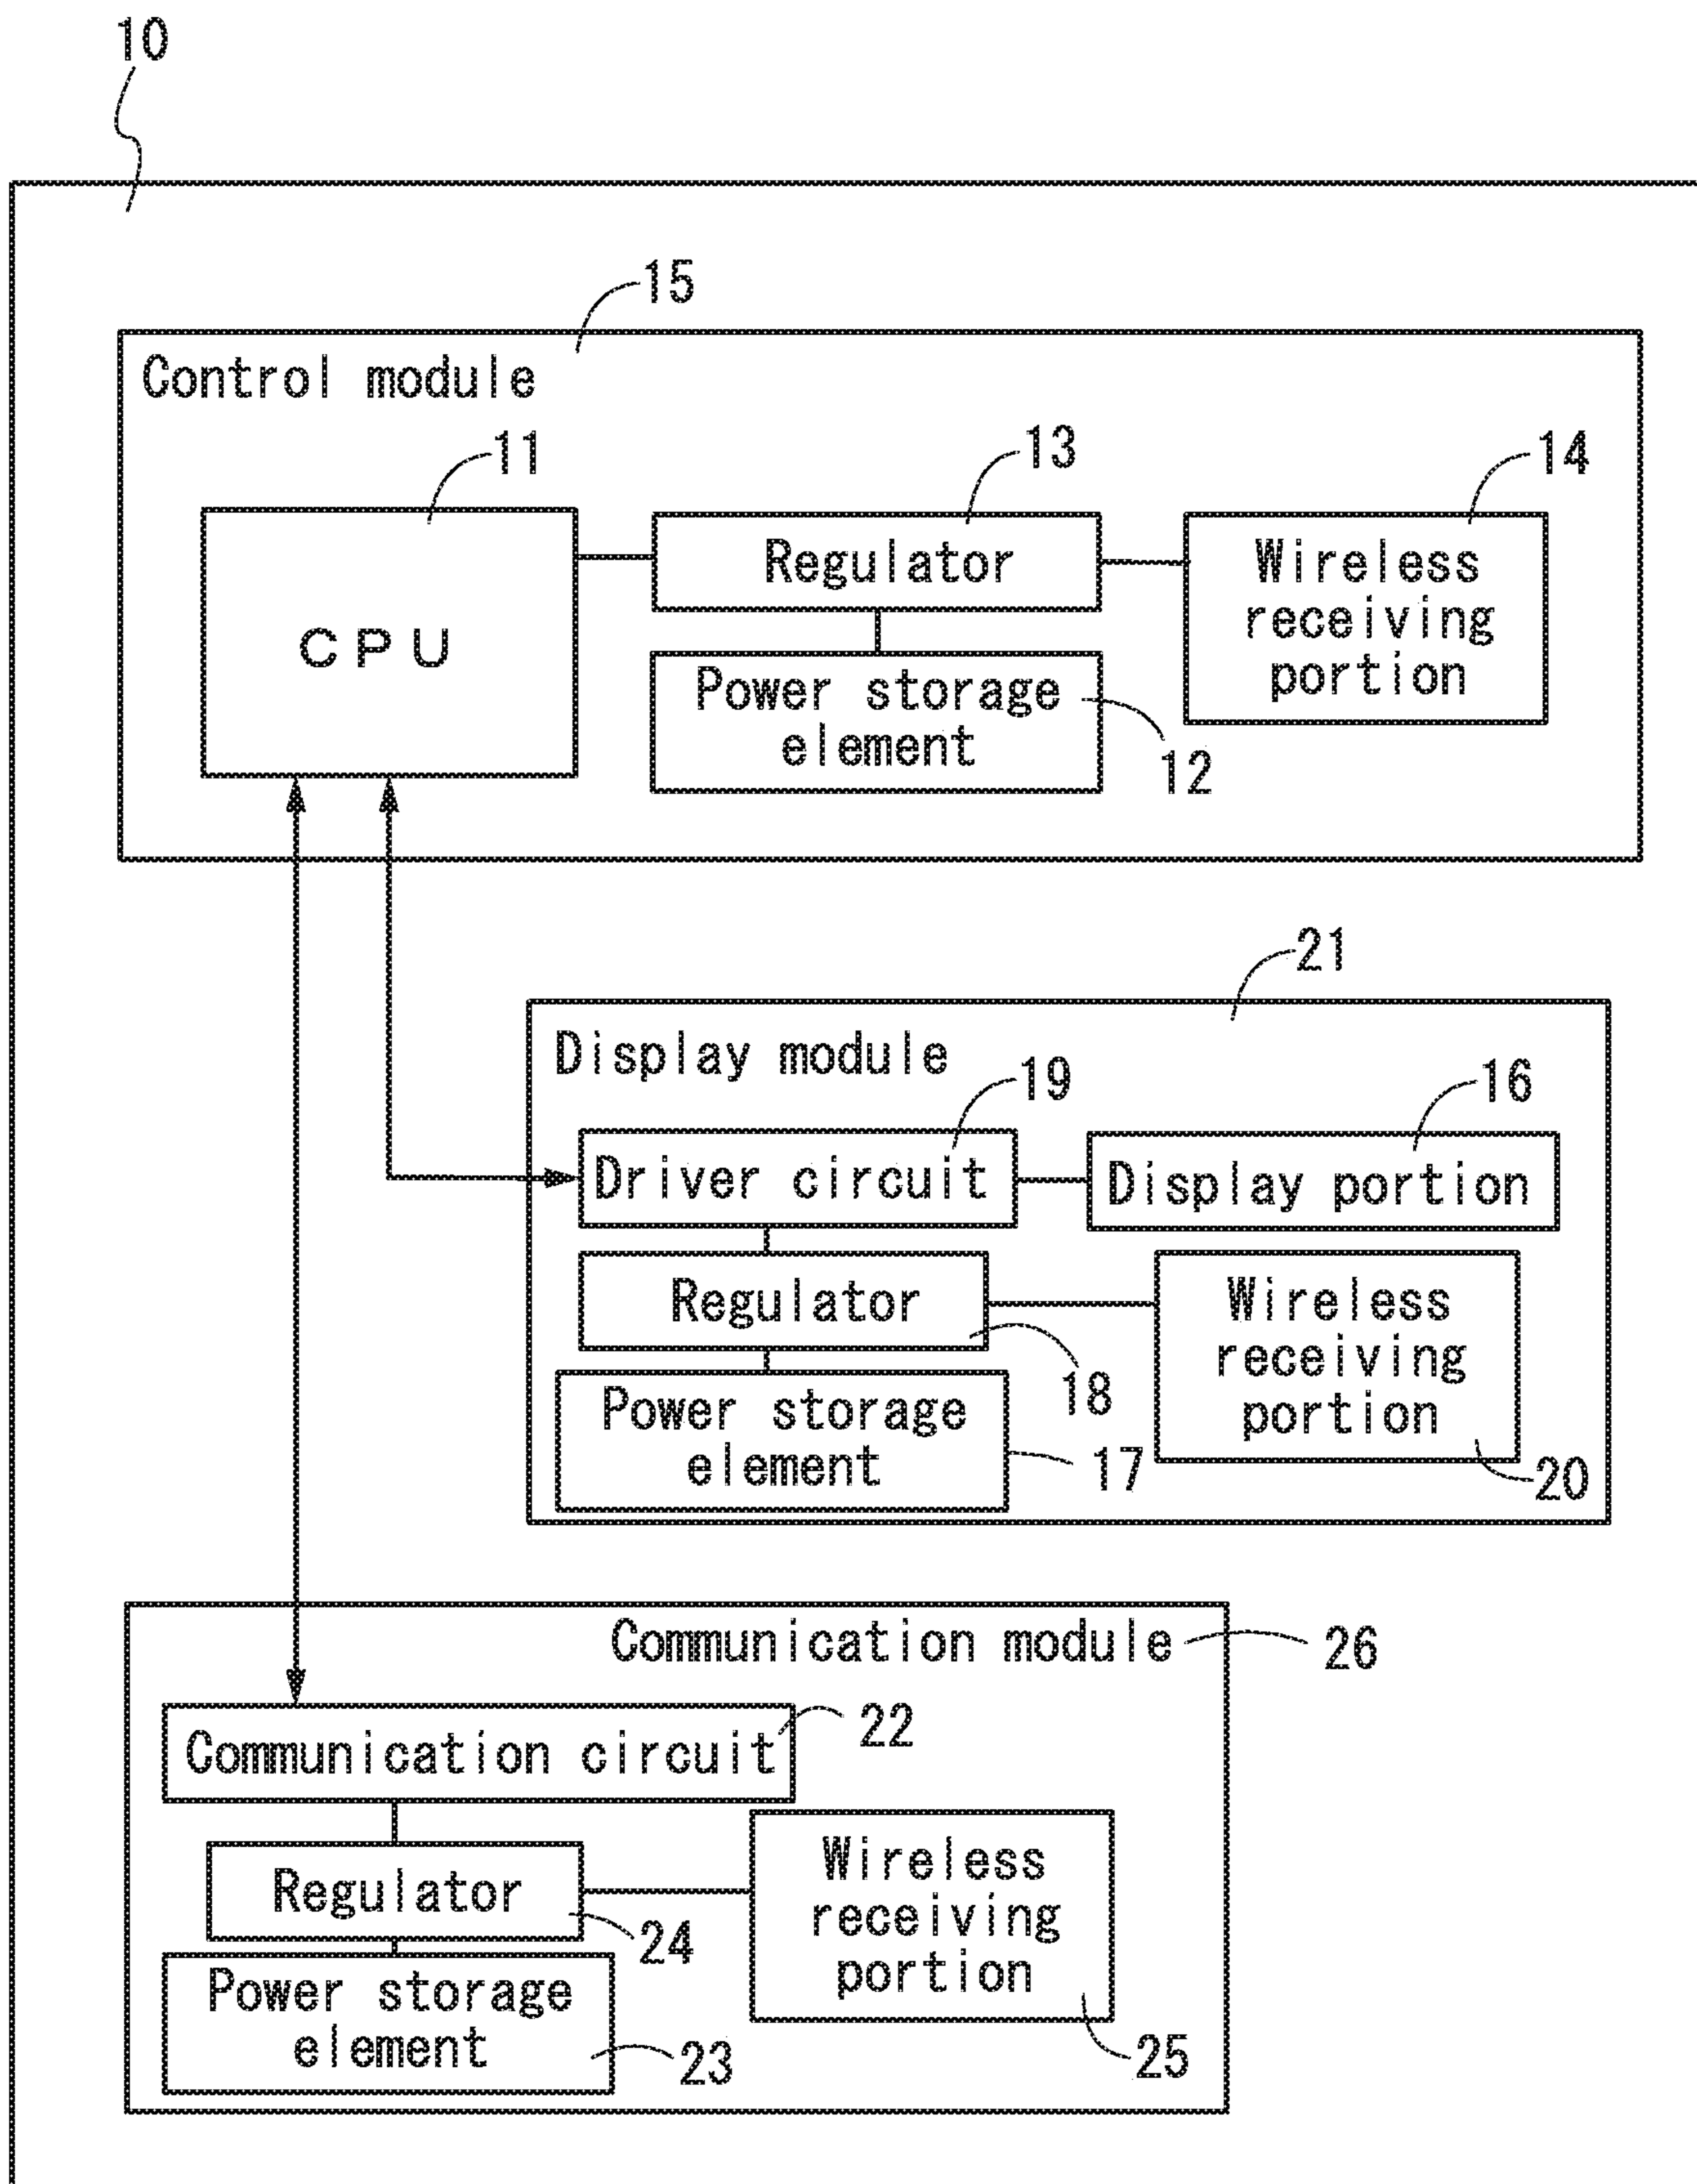 10
15
Control module
11
13
14
CPU
Regulator
Wireless
receiving
portion
Power storage
element
12
21
Display module
19
16
Driver circuit
Display portion
Regulator
18
Wireless
receiving
portion
20
Power storage
element
17
Communication module
26
Communication circuit
22
Regulator
24
Wireless
receiving
portion
25
Power storage
element
23